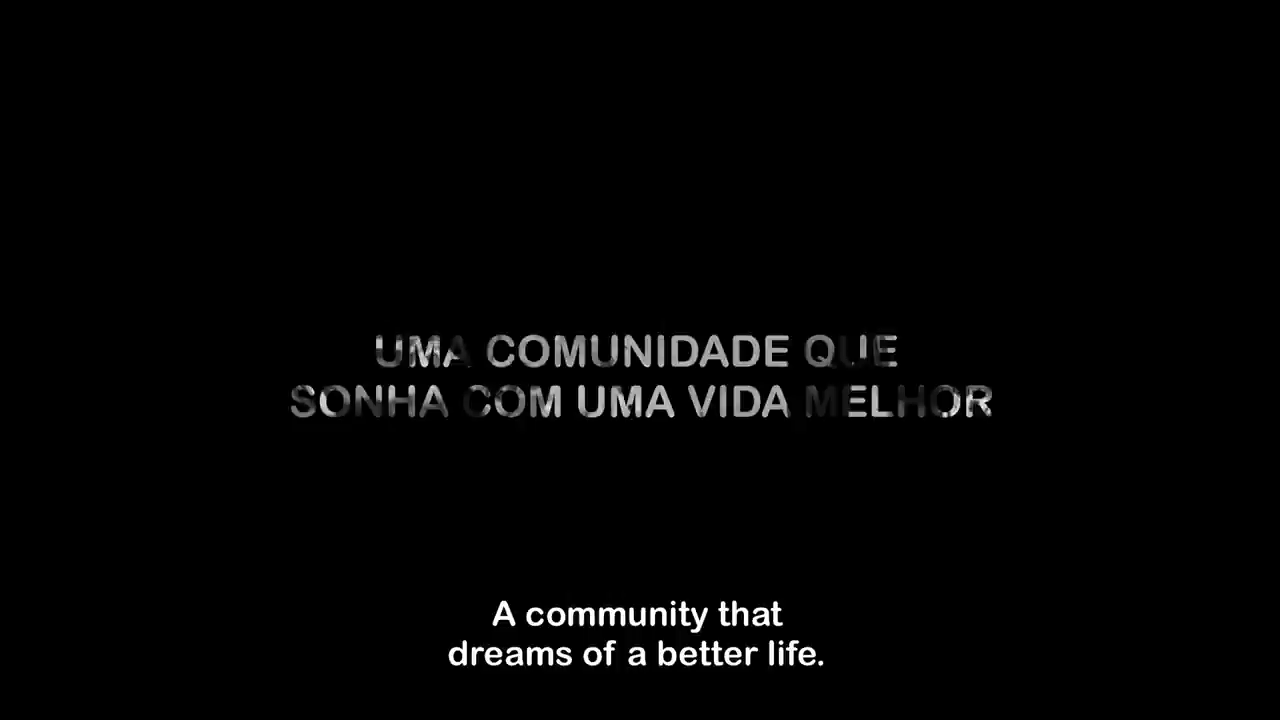 UMA COMUNIDADE QUE
SONHA COM UMA VIDA MELHOR
A community that
dreams of a better life.